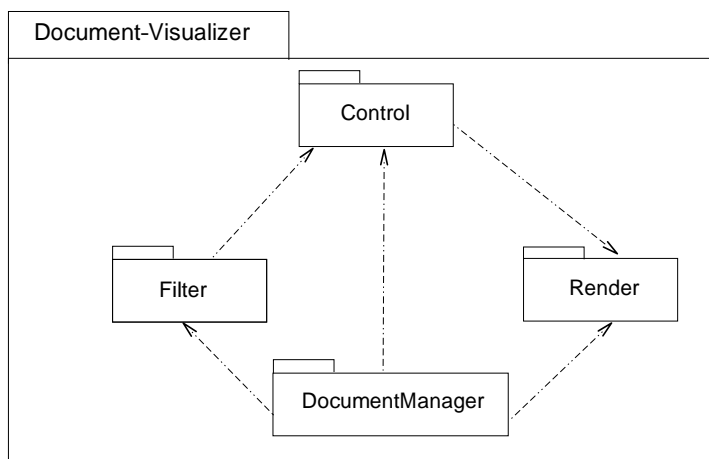 Document-Visualizer
Control
Filter
Render
DocumentManager